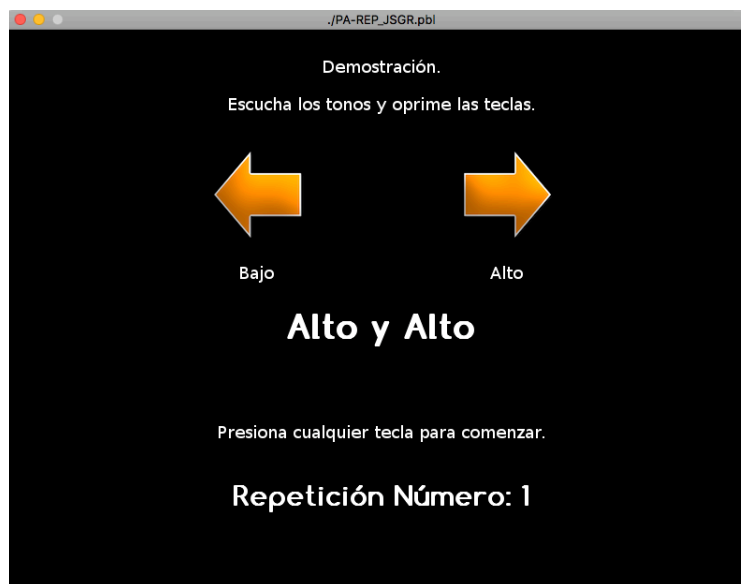 ./PA-REP_JSGR.pbl
Demostración.
Escucha los tonos y oprime las teclas.
Bajo Alto
Alto y Alto
Presiona cualquier tecla para comenzar.
Repetición Número: 1